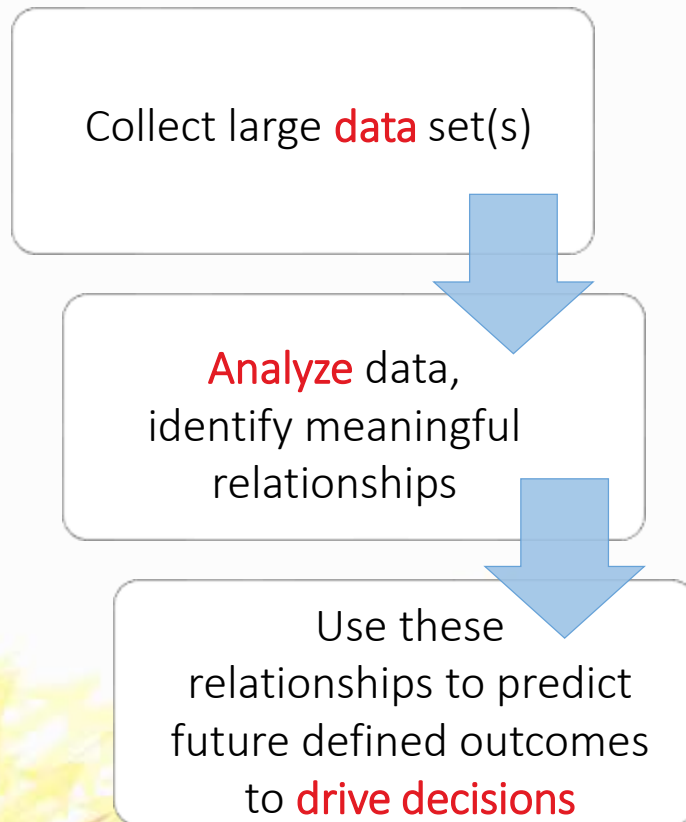 Collect large data set(s)
Analyze data,
identify meaningful
relationships
Use these
relationships to predict
future defined outcomes
to drive decisions